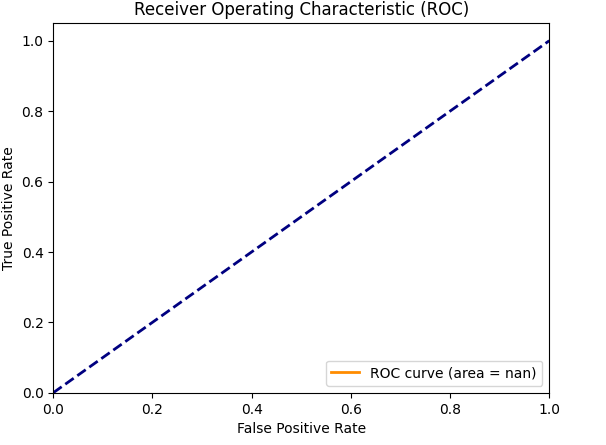 Receiver Operating Characteristic (ROC)
True Positive Rate
1.0
0.8
0.6
0.4
0.2
0.0
ROC curve (area = nan)
0.0 0.2 0.4 0.6 0.8 1.0
False Positive Rate